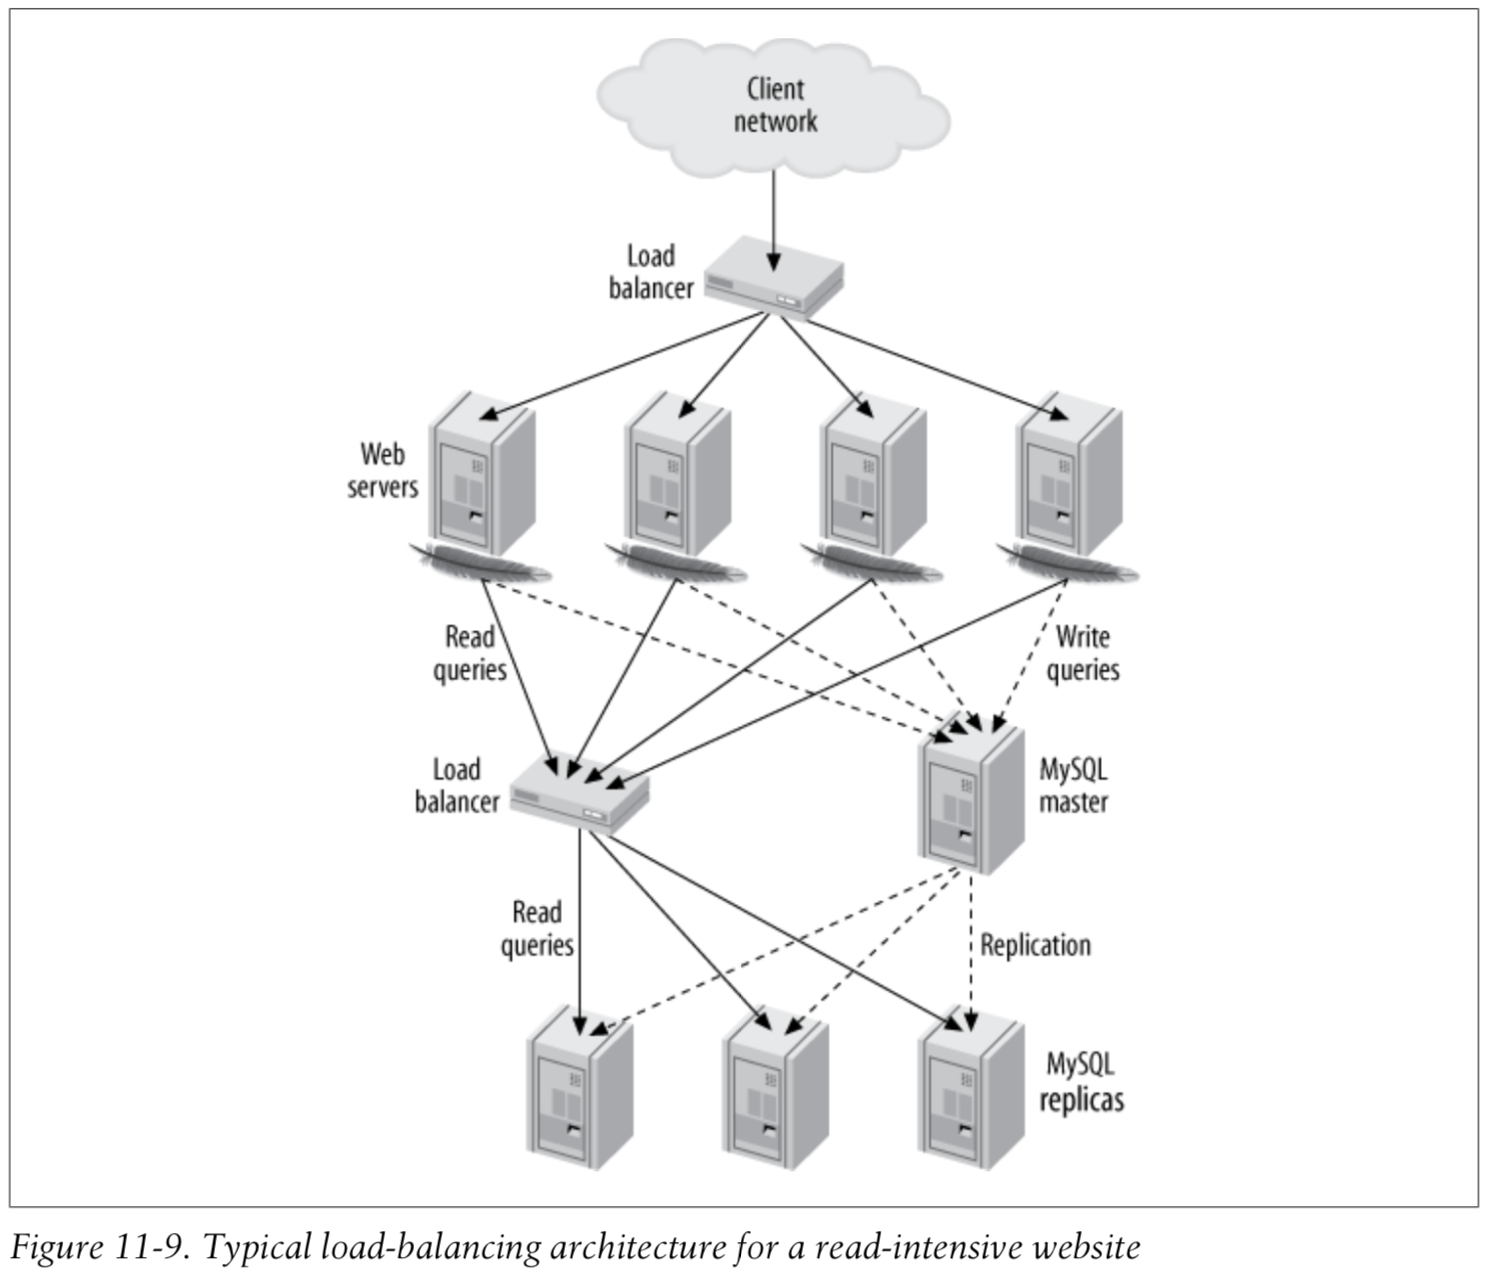 Client
network
Load
balancer
Web
servers
Read
queries
Write
queries
Load
balancer
MySQL
master
Read
queries
Replication
MySQL
replicas
Figure 11-9. Typical load-balancing architecture for a read-intensive website